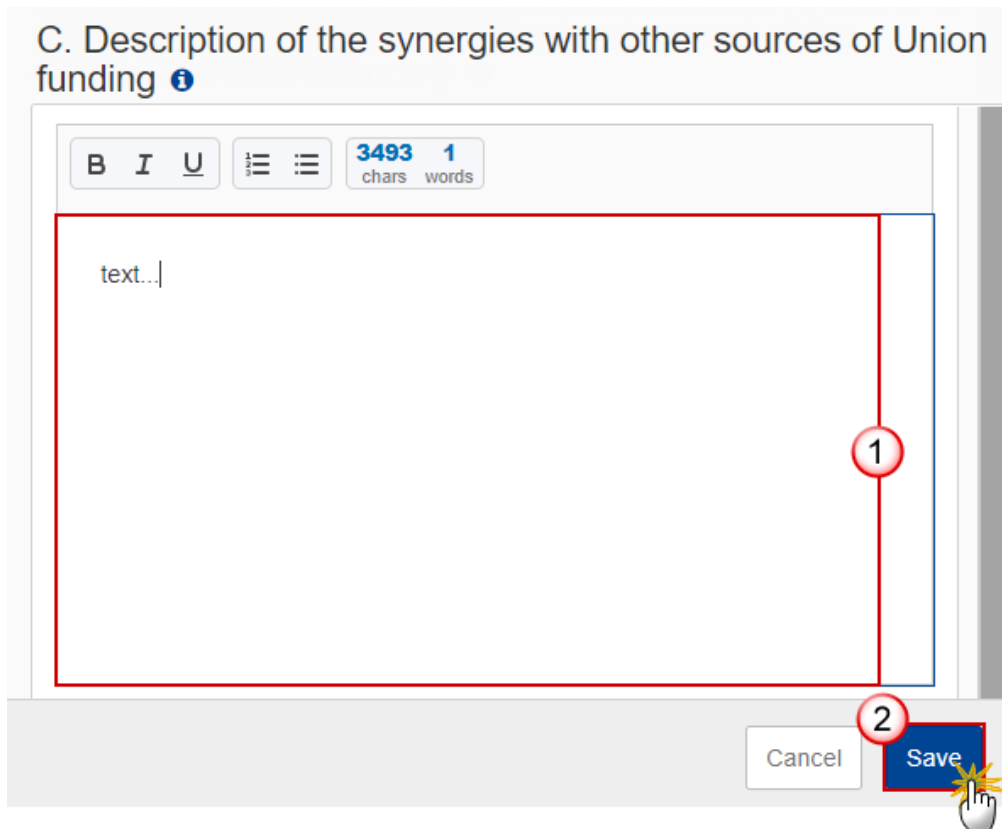 C. Description of the synergies with other sources of Union
funding
B I U 3493 1
chars words
text...
1
2
Cancel Save